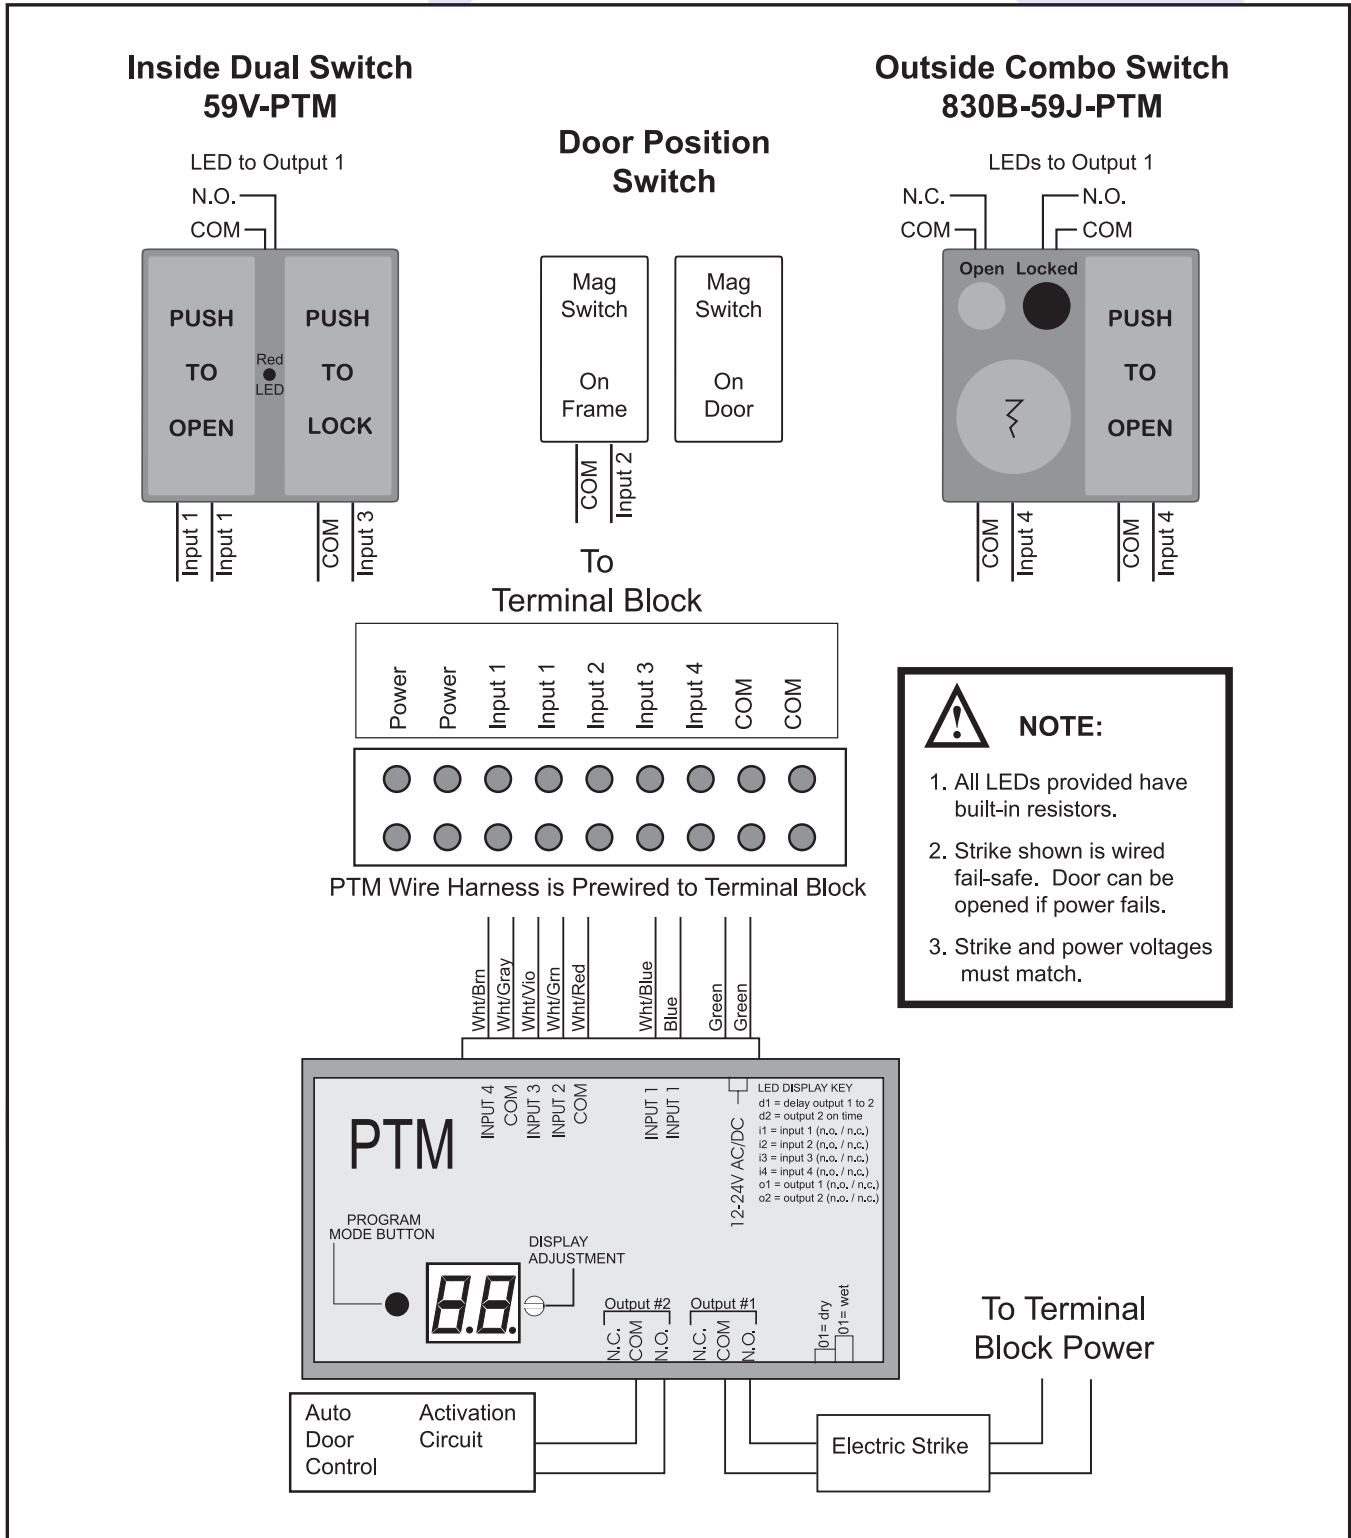 Inside Dual Switch
59V-PTM
LED to Output 1
N.O.
COM
PUSH
TO
OPEN
Red
LED
PUSH
TO
LOCK
Input 1
Input 1
COM
Input 3
Door Position
Switch
Mag
Switch
On
Frame
Mag
Switch
On
Door
COM
Input 2
Outside Combo Switch
830B-59J-PTM
LEDs to Output 1
N.C.
COM
N.O.
COM
Open
Locked
PUSH
TO
OPEN
COM
Input 4
COM
Input 4
To
Terminal Block
Power
Power
Input 1
Input 1
Input 2
Input 3
Input 4
COM
COM
PTM Wire Harness is Prewired to Terminal Block
NOTE:
1. All LEDs provided have
built-in resistors.
2. Strike shown is wired
fail-safe. Door can be
opened if power fails.
3. Strike and power voltages
must match.
Wht/Brn
Wht/Gray
Wht/Vio
Wht/Grn
Wht/Red
Wht/Blue
Blue
Green
Green
INPUT 4
COM
INPUT 3
INPUT 2
COM
INPUT 1
INPUT 1
12-24V AC/DC
LED DISPLAY KEY
d1 = delay output 1 to 2
d2 = output 2 on time
i1 = input 1 (n.o. / n.c.)
i2 = input 2 (n.o. / n.c.)
i3 = input 3 (n.o. / n.c.)
i4 = input 4 (n.o. / n.c.)
o1 = output 1 (n.o. / n.c.)
o2 = output 2 (n.o. / n.c.)
PTM
PROGRAM
MODE BUTTON
8.8.
DISPLAY
ADJUSTMENT
Output #2
N.C.
COM
N.O.
Output #1
N.C.
COM
N.O.
01= dry
01= wet
To Terminal
Block Power
Auto
Door
Control
Activation
Circuit
Electric Strike